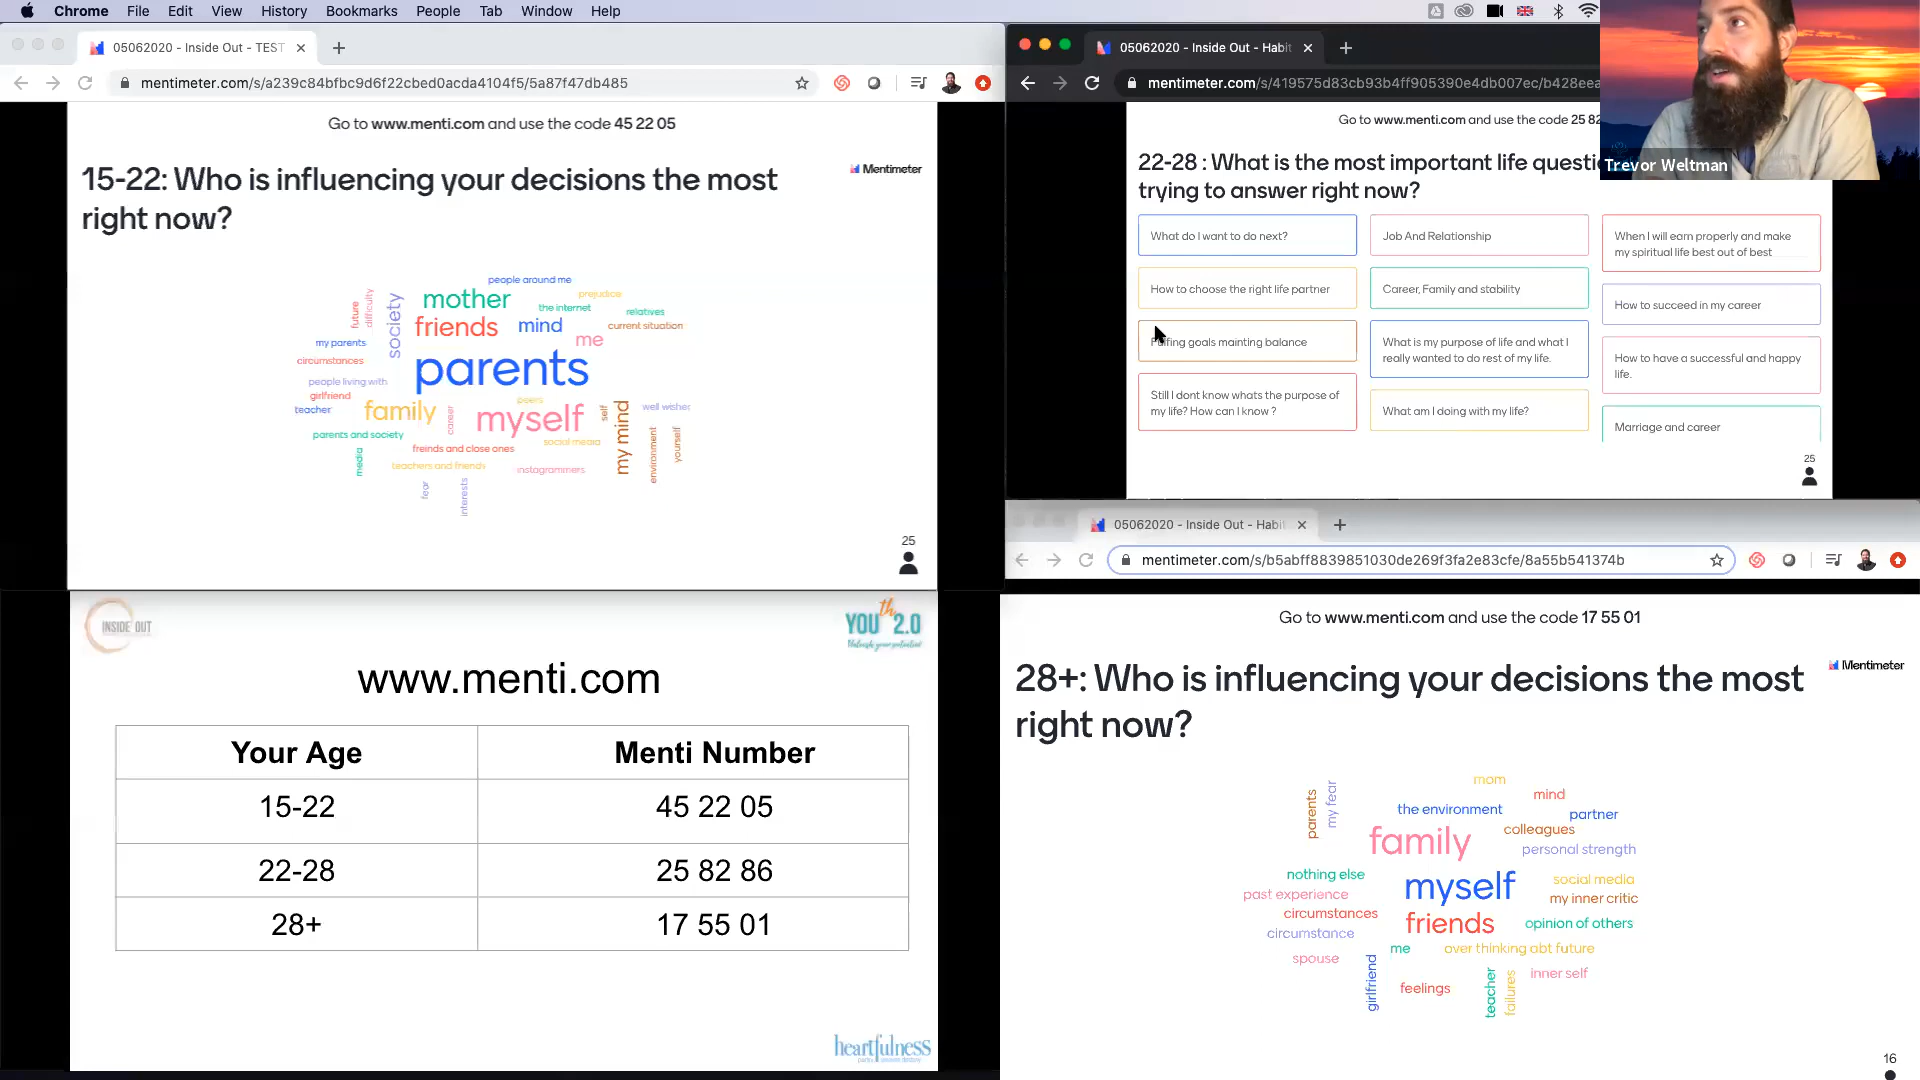 Chrome File Edit View History Bookmarks People Tab Window Help
05062020 - Inside Out - TEST
mentimeter.com/s/a239c84bfbc9d6f22cbed0acda4104f5/5a87f47db485
Go to www.menti.com and use the code 45 22 05
Mentimeter
15-22: Who is influencing your decisions the most
right now?
people around me
mother
prejudice
the internet
relatives
future
difficulty
society
friends
mind
current situation
me
my parents
circumstances
parents
people living with
girlfriend
teacher
family
career
peers
myself
self
my mind
well wisher
parents and society
freinds and close ones
social media
environment
yourself
media
teachers and friends
instagrammers
fear
interests
25
05062020 - Inside Out - Habit
mentimeter.com/s/419575d83cb93b4ff905390e4db007ec/b428eea
Go to www.menti.com and use the code 25 82
Trevor Weltman
22-28 : What is the most important life questi
trying to answer right now?
What do I want to do next?
How to choose the right life partner
goals mainting balance
Still I dont know whats the purpose of
my life? How can I know ?
Job And Relationship
Career, Family and stability
What is my purpose of life and what I
really wanted to do rest of my life.
What am I doing with my life?
When I will earn properly and make
my spiritual life best out of best
How to succeed in my career
How to have a successful and happy
life.
Marriage and career
25
INSIDE OUT
YOUth 2.0
Unleash your potential
www.menti.com
Your Age Menti Number
15-22 45 22 05
22-28 25 82 86
28+ 17 55 01
heartfulness
05062020 - Inside Out - Habi
mentimeter.com/s/b5abff8839851030de269f3fa2e83cfe/8a55b541374b
Go to www.menti.com and use the code 17 55 01
Mentimeter
28+: Who is influencing your decisions the most
right now?
mom
parents
my fear
mind
the environment
partner
family
colleagues
personal strength
nothing else
myself
social media
past experience
my inner critic
circumstances
friends
opinion of others
circumstance
me
over thinking abt future
spouse
girlfriend
feelings
teacher
failures
inner self
16